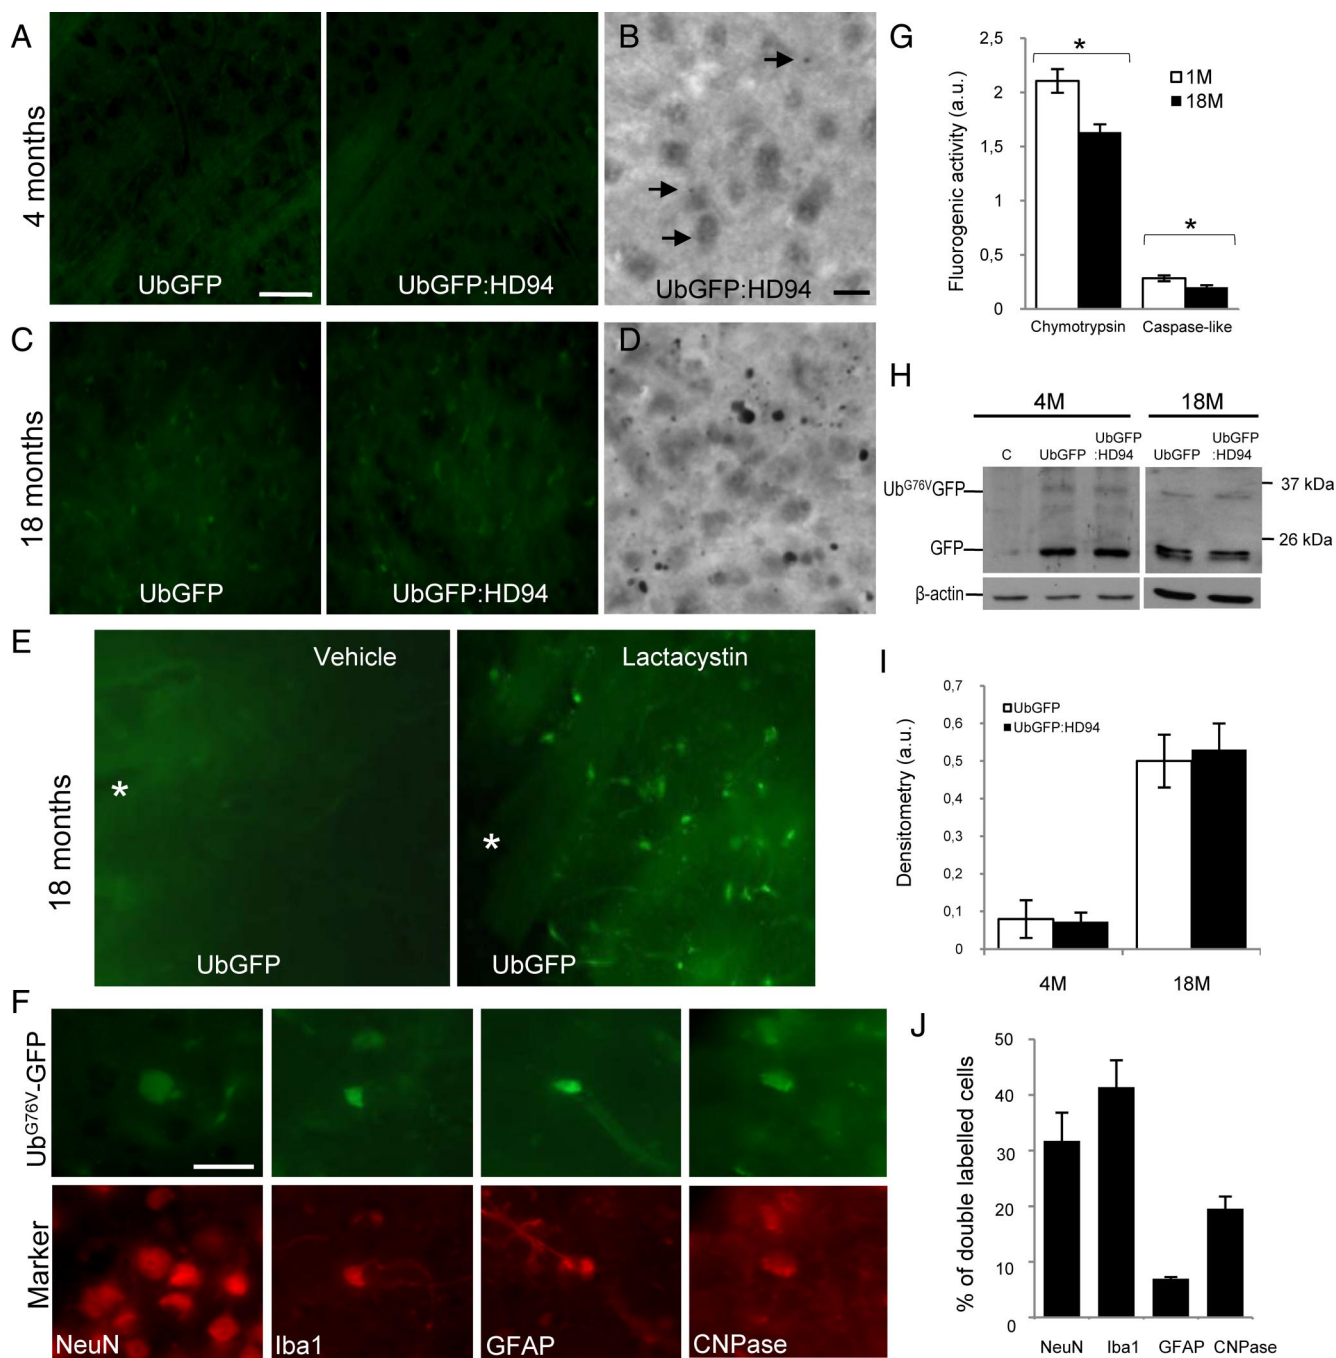 A
4 months
UbGFP
UbGFP:HD94
B
UbGFP:HD94
C
18 months
UbGFP
UbGFP:HD94
D
E
18 months
Vehicle
*
UbGFP
Lactacystin
*
UbGFP
F
UbG76V-GFP
Marker
NeuN
Iba1
GFAP
CNPase
G
Fluorogenic activity (a.u.)
2,5
2
1,5
1
0,5
0
*
*
1M
18M
Chymotrypsin
Caspase-like
H
4M
18M
C
UbGFP
UbGFP
:HD94
UbGFP
UbGFP
:HD94
UbG76VGFP
GFP
β-actin
37 kDa
26 kDa
I
Densitometry (a.u.)
0,7
0,6
0,5
0,4
0,3
0,2
0,1
0
UbGFP
UbGFP:HD94
4M
18M
J
% of double labelled cells
50
40
30
20
10
0
NeuN
Iba1
GFAP
CNPase